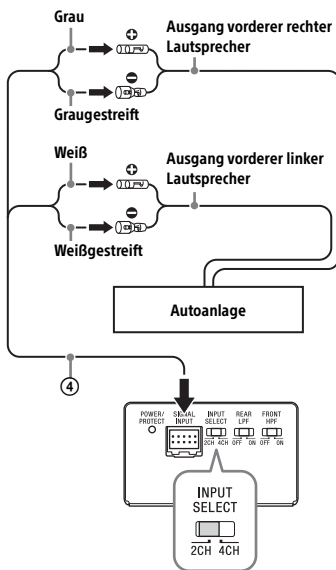 Grau
Ausgang vorderer rechter
Lautsprecher
Graugestreift
Weiß
Ausgang vorderer linker
Lautsprecher
Weißgestreift
Autoanlage
④
POWER/
PROTECT
SIGNAL
INPUT
INPUT
SELECT
2CH 4CH
REAR
LPF
OFF ON
FRONT
HPF
OFF ON
INPUT
SELECT
2CH 4CH